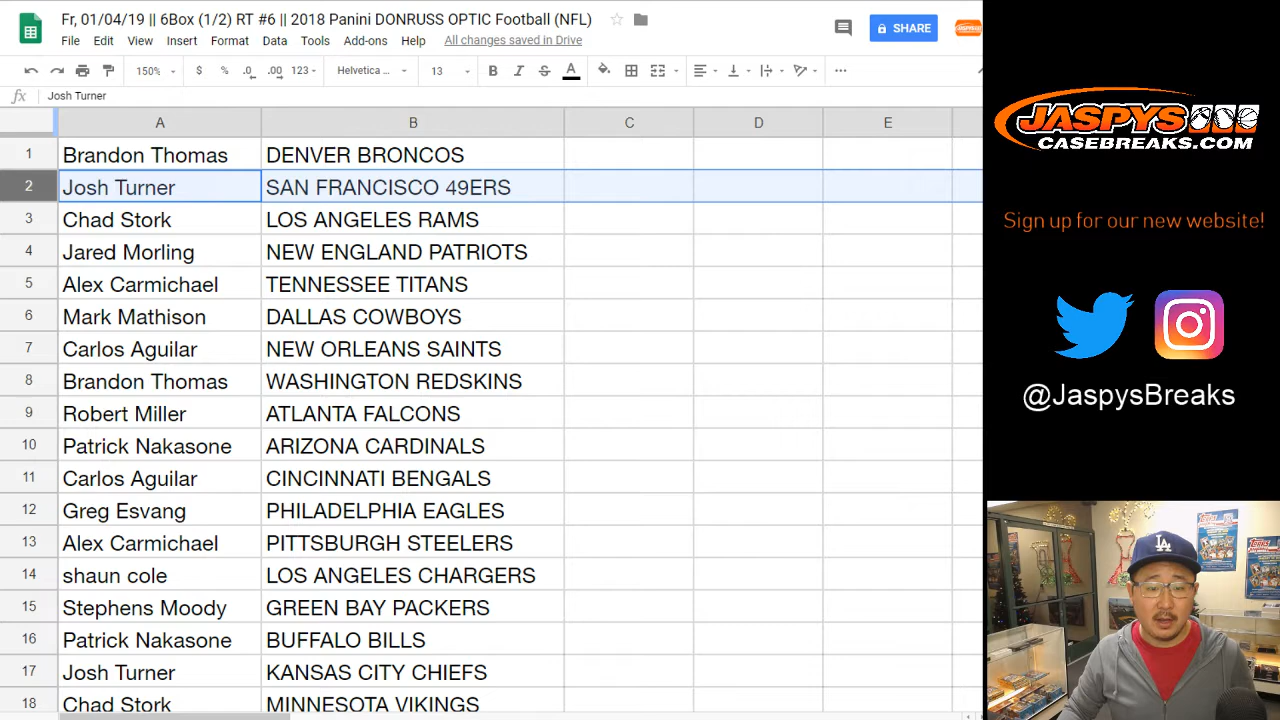 Fr, 01/04/19 || 6Box (1/2) RT #6 || 2018 Panini DONRUSS OPTIC Football (NFL)
File Edit View Insert Format Data Tools Add-ons Help All changes saved in Drive
SHARE
150% $ % .0 .00 123 Helvetica ... 13 B I S A
fx Josh Turner
A B C D E
1 Brandon Thomas DENVER BRONCOS
2 Josh Turner SAN FRANCISCO 49ERS
3 Chad Stork LOS ANGELES RAMS
4 Jared Morling NEW ENGLAND PATRIOTS
5 Alex Carmichael TENNESSEE TITANS
6 Mark Mathison DALLAS COWBOYS
7 Carlos Aguilar NEW ORLEANS SAINTS
8 Brandon Thomas WASHINGTON REDSKINS
9 Robert Miller ATLANTA FALCONS
10 Patrick Nakasone ARIZONA CARDINALS
11 Carlos Aguilar CINCINNATI BENGALS
12 Greg Esvang PHILADELPHIA EAGLES
13 Alex Carmichael PITTSBURGH STEELERS
14 shaun cole LOS ANGELES CHARGERS
15 Stephens Moody GREEN BAY PACKERS
16 Patrick Nakasone BUFFALO BILLS
17 Josh Turner KANSAS CITY CHIEFS
18 Chad Stork MINNESOTA VIKINGS
JASPYS
CASEBREAKS.COM
Sign up for our new website!
@JaspysBreaks
LA